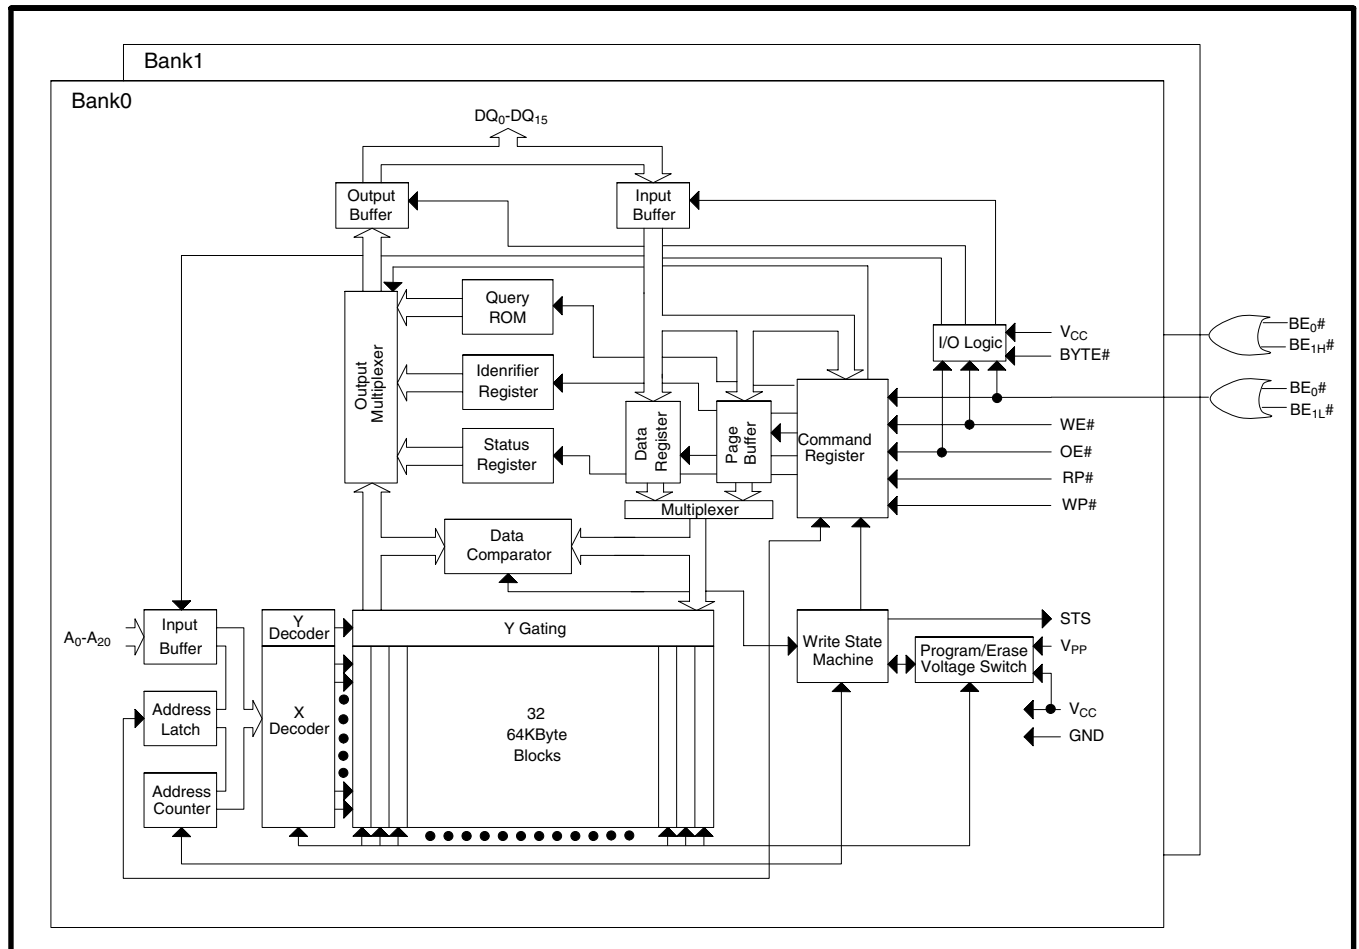 Bank1
Bank0
DQ0-DQ15
Output
Buffer
Input
Buffer
Output
Multiplexer
Query
ROM
Idenrifier
Register
Status
Register
Data
Register
Page
Buffer
Multiplexer
Command
Register
I/O Logic
VCC
BYTE#
WE#
OE#
RP#
WP#
BE0#
BE1H#
BE0#
BE1L#
Data
Comparator
A0-A20
Input
Buffer
Address
Latch
Address
Counter
Y
Decoder
X
Decoder
Y Gating
32
64KByte
Blocks
Write State
Machine
Program/Erase
Voltage Switch
STS
VPP
VCC
GND